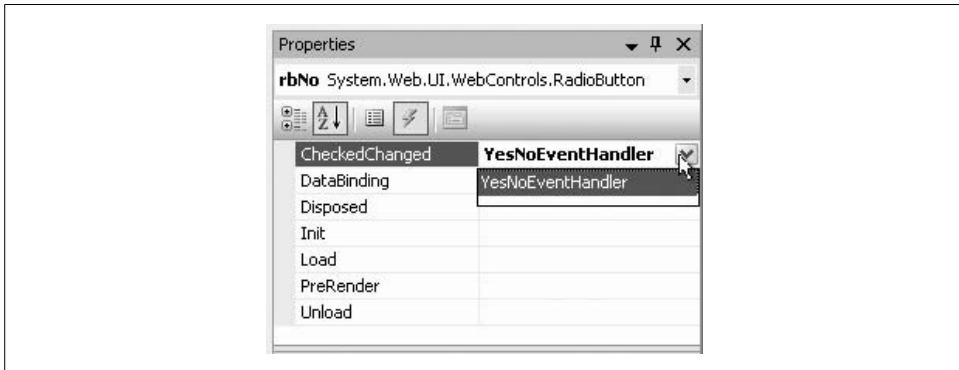 Properties
rbNo System.Web.UI.WebControls.RadioButton
CheckedChanged YesNoEventHandler
DataBinding YesNoEventHandler
Disposed
Init
Load
PreRender
Unload